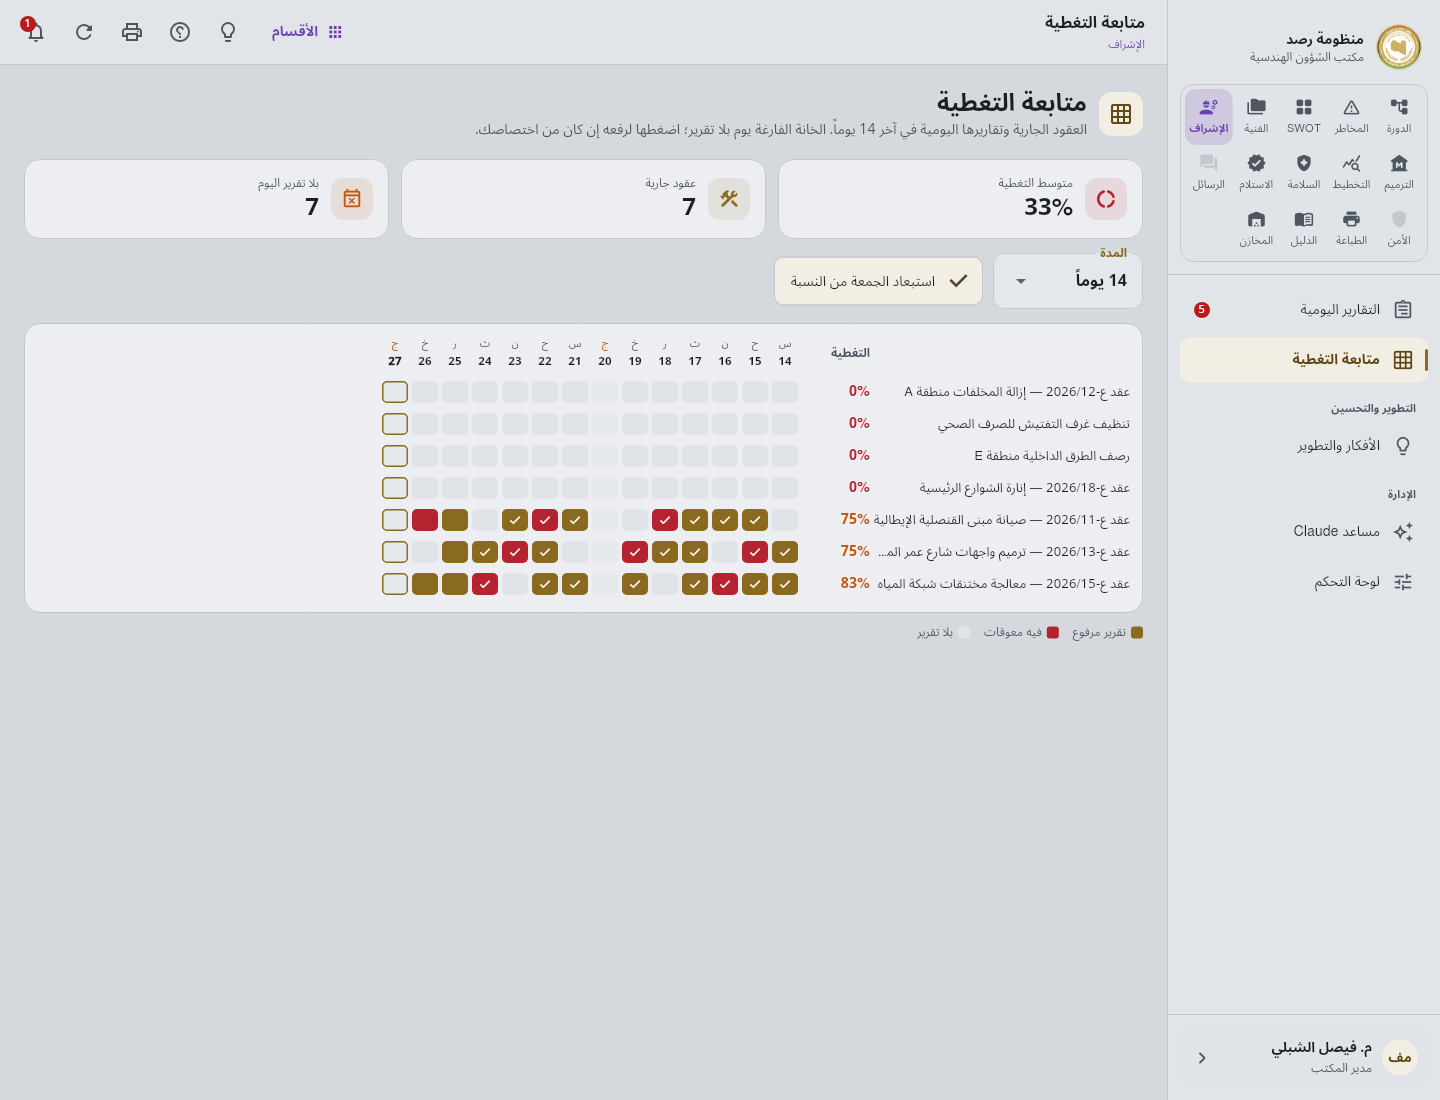 منظومة رصد
مكتب الشؤون الهندسية
الدورة
المخاطر
SWOT
الفنية
الإشراف
الترميم
التخطيط
السلامة
الاستلام
الرسائل
الأمن
الطباعة
الدليل
المخازن
التقارير اليومية
5
متابعة التغطية
التطوير والتحسين
الأفكار والتطوير
الإدارة
مساعد Claude
لوحة التحكم
م. فيصل الشبلي
مدير المكتب
مف
متابعة التغطية
الإشراف
الأقسام
1
متابعة التغطية
العقود الجارية وتقاريرها اليومية في آخر 14 يوماً. الخانة الفارغة يوم بلا تقرير؛ اضغطها لرفعه إن كان من اختصاصك.
متوسط التغطية
33%
عقود جارية
7
بلا تقرير اليوم
7
المدة
14 يوماً
استبعاد الجمعة من النسبة
التغطية
س ح ن ث ر خ ج س ح ن ث ر خ ج
14 15 16 17 18 19 20 21 22 23 24 25 26 27
عقد ع-2026/12 — إزالة المخلفات منطقة A 0%
تنظيف غرف التفتيش للصرف الصحي 0%
رصف الطرق الداخلية منطقة E 0%
عقد ع-2026/18 — إنارة الشوارع الرئيسية 0%
عقد ع-2026/11 — صيانة مبنى القنصلية الإيطالية 75%
عقد ع-2026/13 — ترميم واجهات شارع عمر الم... 75%
عقد ع-2026/15 — معالجة مختنقات شبكة المياه 83%
تقرير مرفوع
فيه معوقات
بلا تقرير